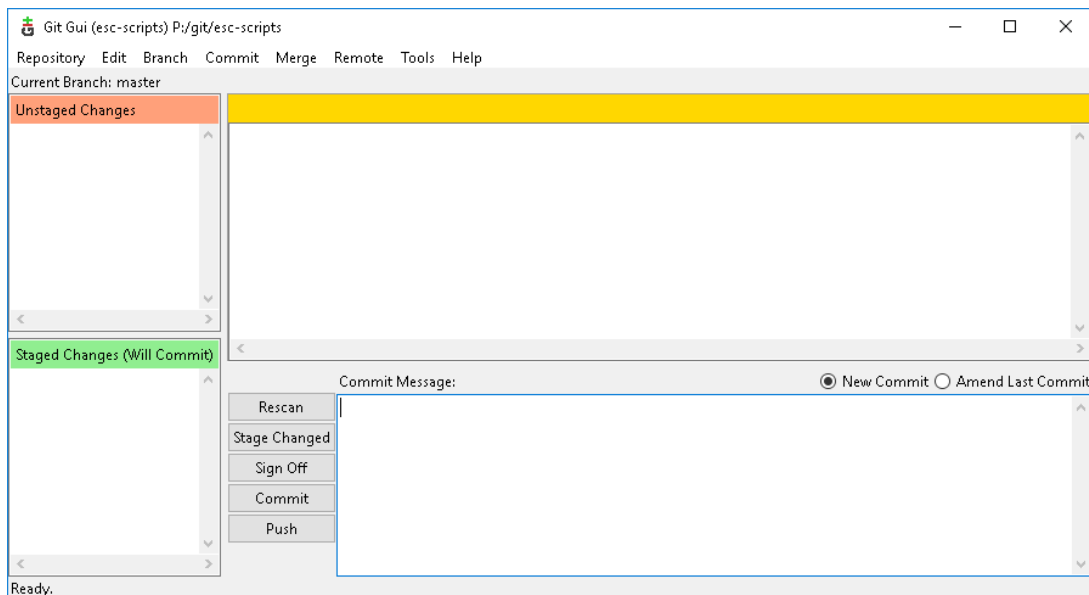 Git Gui (esc-scripts) P:/git/esc-scripts
Repository Edit Branch Commit Merge Remote Tools Help
Current Branch: master
Unstaged Changes
Staged Changes (Will Commit)
Commit Message:
New Commit Amend Last Commit
Rescan
Stage Changed
Sign Off
Commit
Push
Ready.